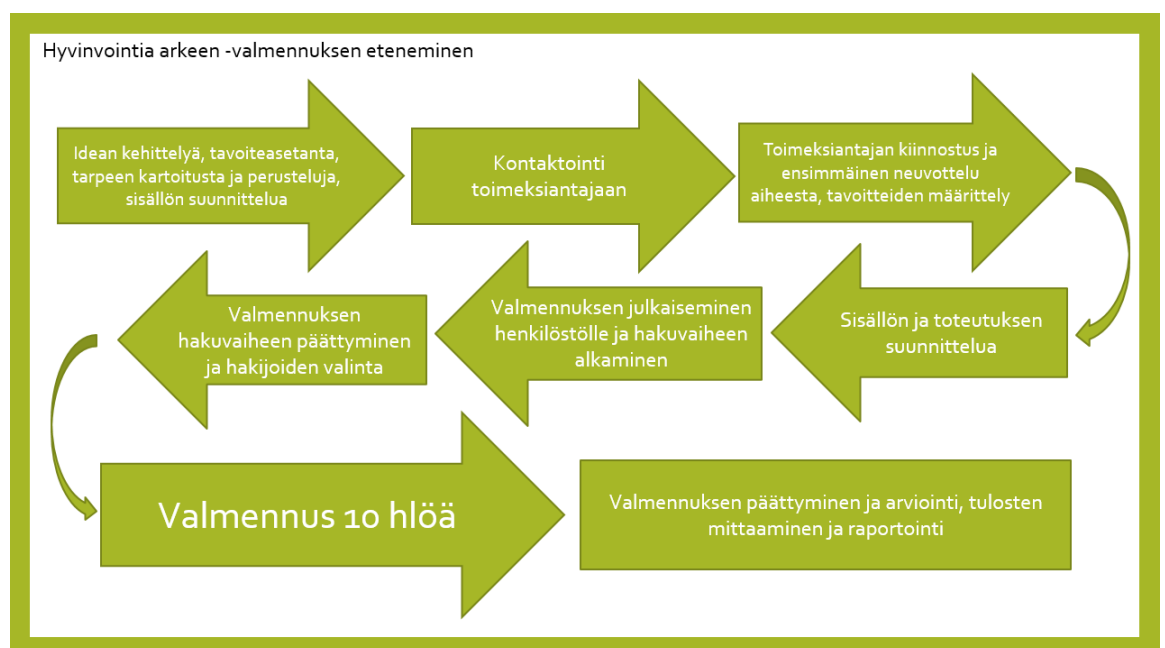 Hyvinvointia arkeen -valmennuksen eteneminen
Idean kehittelyä, tavoiteasetanta,
tarpeen kartoitusta ja perusteluja,
sisällön suunnittelua
Kontaktointi
toimeksiantajaan
Toimeksiantajan kiinnostus ja
ensimmäinen neuvottelu
aiheesta, tavoitteiden määrittely
Sisällön ja toteutuksen
suunnittelua
Valmennuksen julkaiseminen
henkilöstölle ja hakuvaiheen
alkaminen
Valmennuksen
hakuvaiheen päättyminen
ja hakijoiden valinta
Valmennus 10 hlöä
Valmennuksen päättyminen ja arviointi, tulosten
mittaaminen ja raportointi